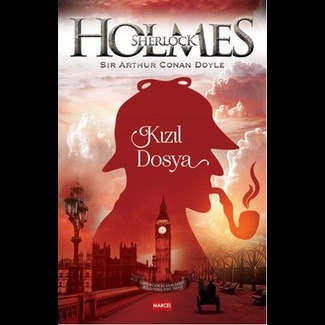 HOLMES
SHERLOCK
SIR ARTHUR CONAN DOYLE
Kızıl
Dosya
MARCEL